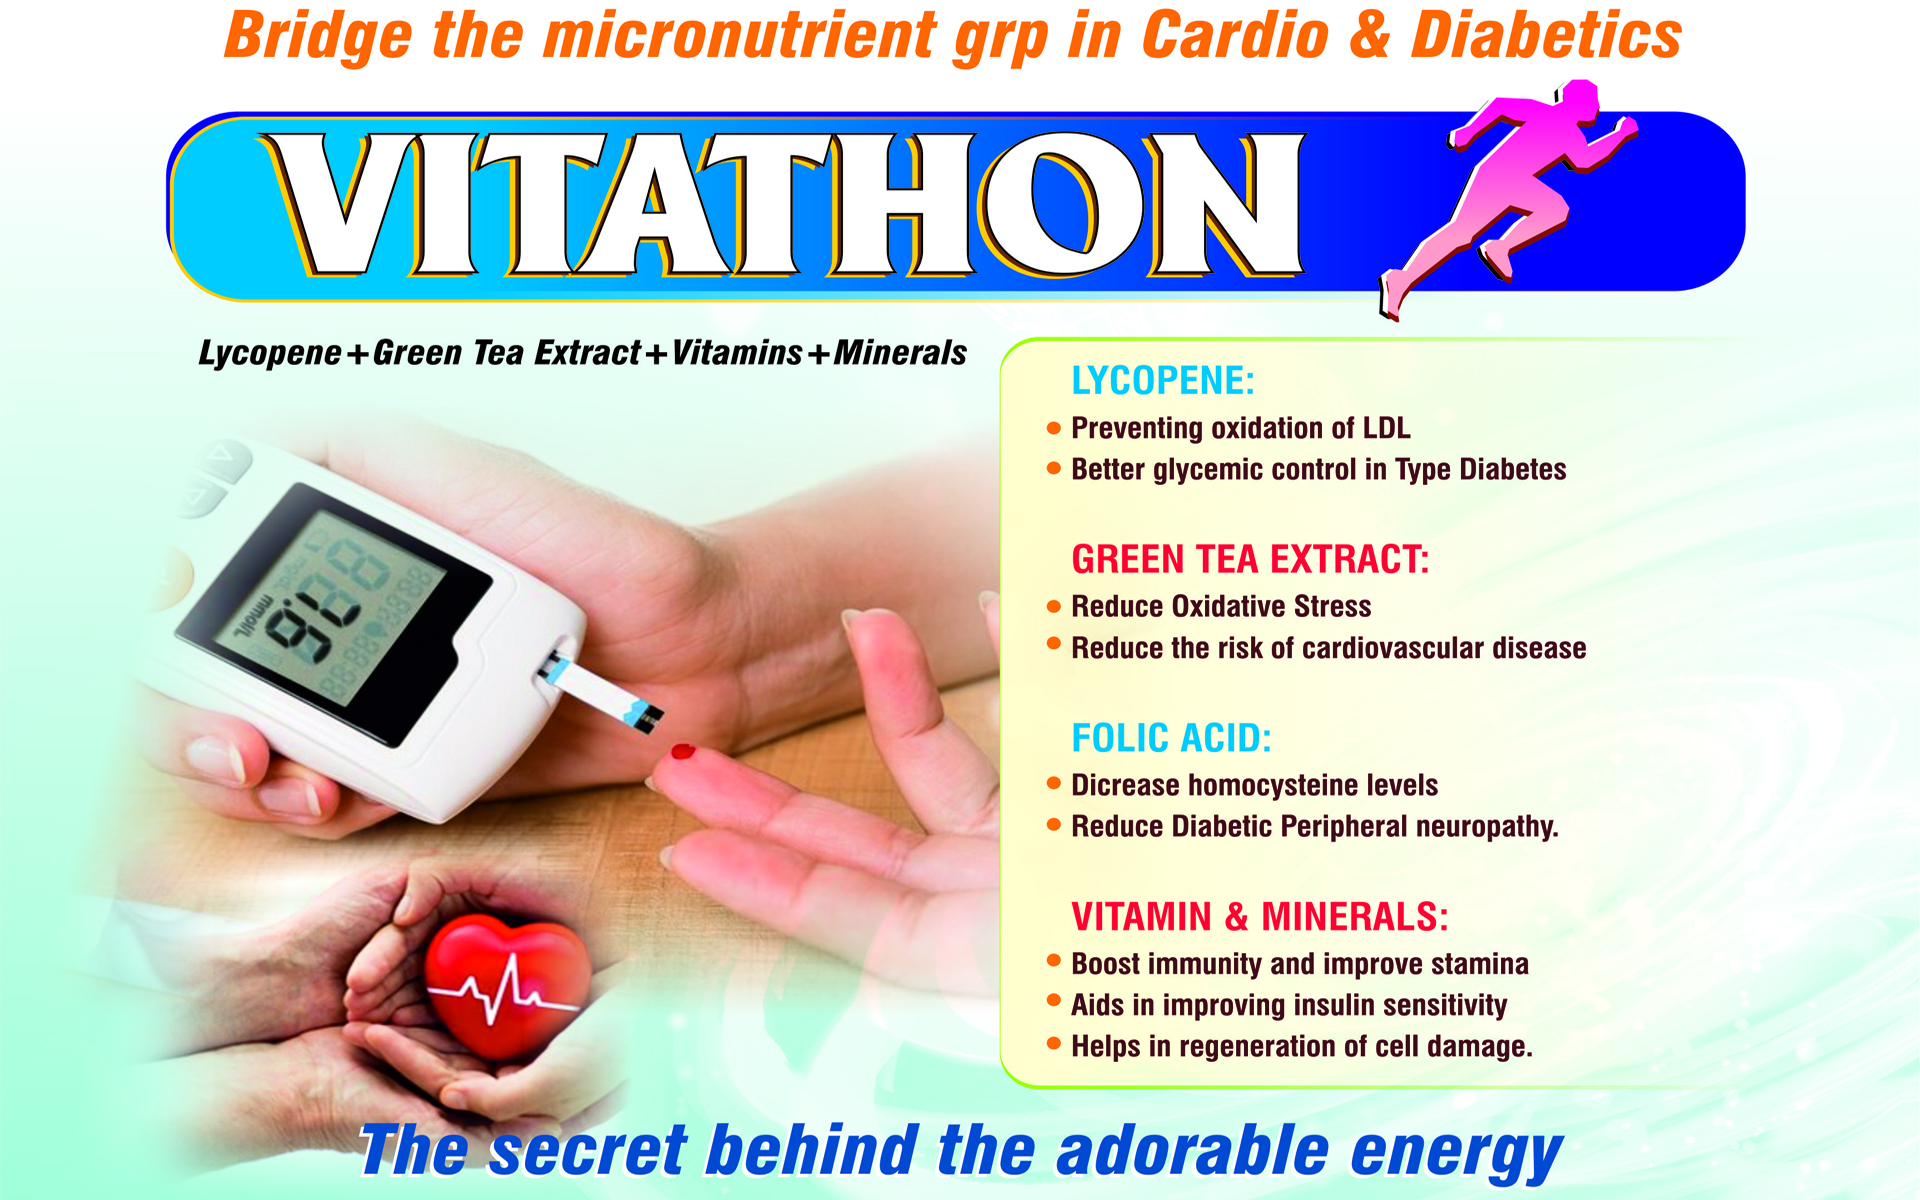 Bridge the micronutrient grp in Cardio & Diabetics
VITATHON
Lycopene+Green Tea Extract+Vitamins+Minerals
LYCOPENE:
• Preventing oxidation of LDL
• Better glycemic control in Type Diabetes
GREEN TEA EXTRACT:
• Reduce Oxidative Stress
• Reduce the risk of cardiovascular disease
FOLIC ACID:
• Dicrease homocysteine levels
• Reduce Diabetic Peripheral neuropathy.
VITAMIN & MINERALS:
• Boost immunity and improve stamina
• Aids in improving insulin sensitivity
• Helps in regeneration of cell damage.
mmol/L
The secret behind the adorable energy